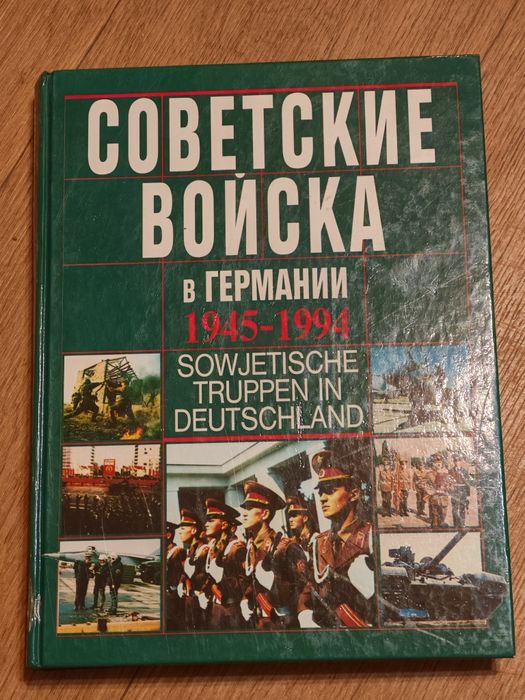 СОВЕТСКИЕ
ВОЙСКА
в ГЕРМАНИИ
1945-1994
SOWJETISCHE
TRUPPEN IN
DEUTSCHLAND